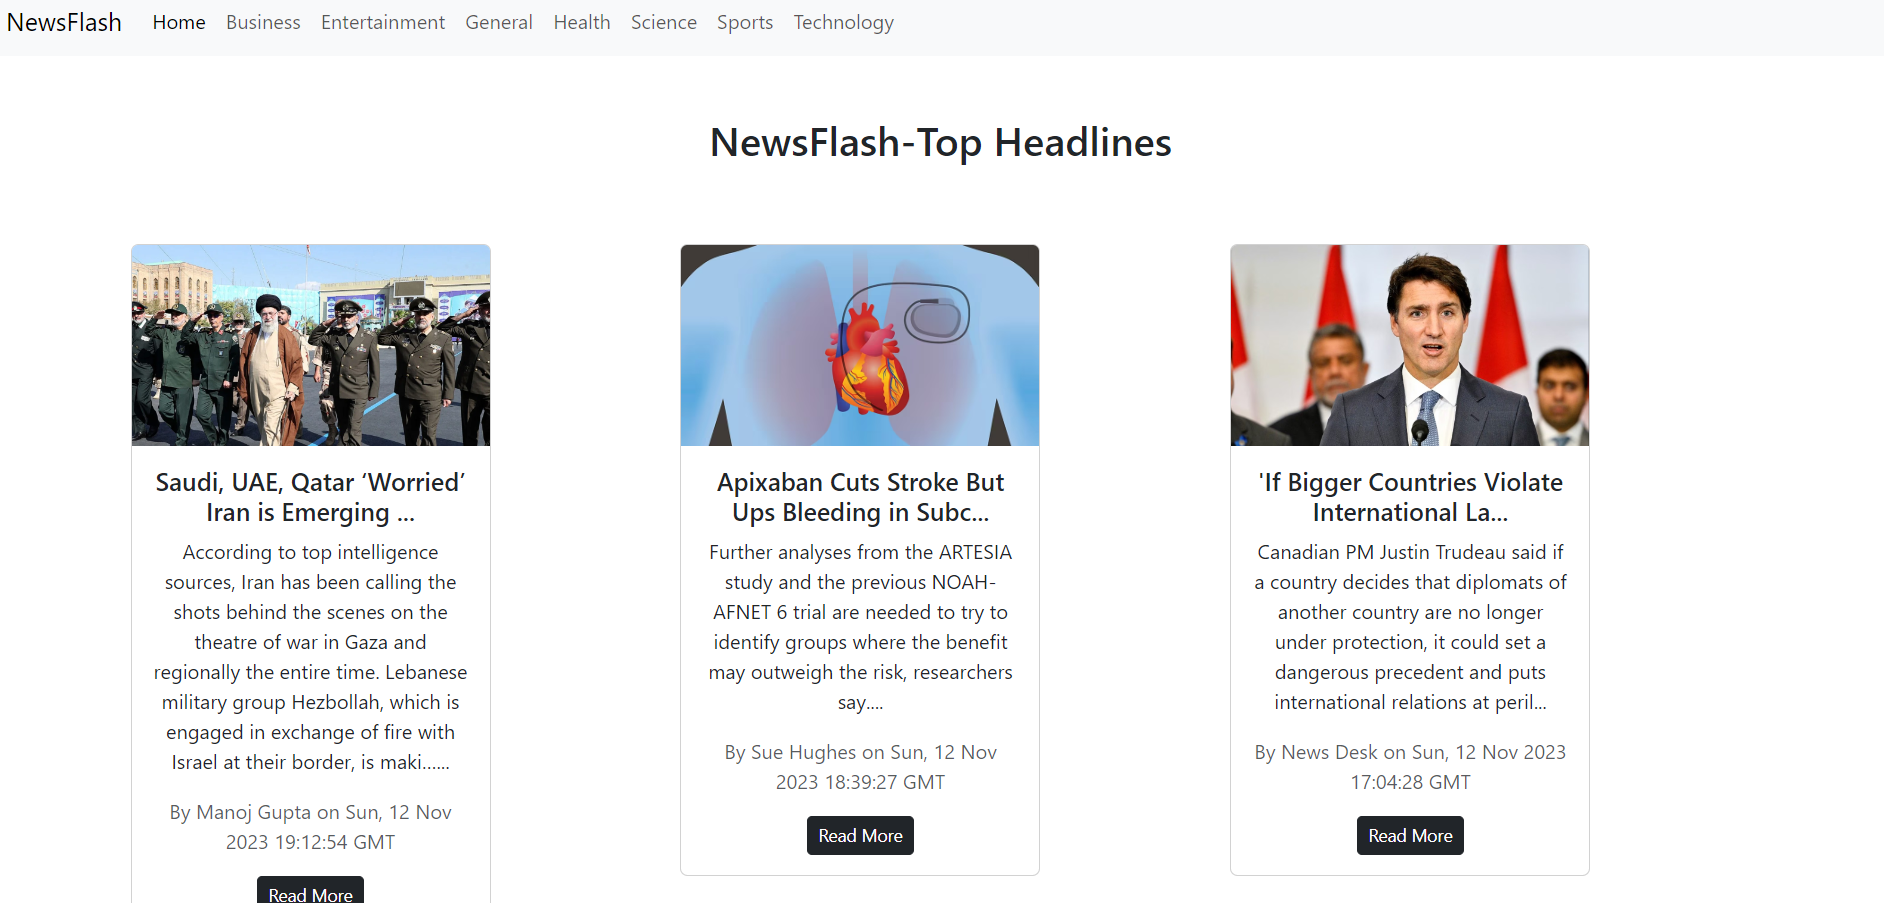 NewsFlash Home Business Entertainment General Health Science Sports Technology
NewsFlash-Top Headlines
Saudi, UAE, Qatar ‘Worried’
Iran is Emerging ...
According to top intelligence
sources, Iran has been calling the
shots behind the scenes on the
theatre of war in Gaza and
regionally the entire time. Lebanese
military group Hezbollah, which is
engaged in exchange of fire with
Israel at their border, is maki......
By Manoj Gupta on Sun, 12 Nov
2023 19:12:54 GMT
Read More
Apixaban Cuts Stroke But
Ups Bleeding in Subc...
Further analyses from the ARTESIA
study and the previous NOAH-
AFNET 6 trial are needed to try to
identify groups where the benefit
may outweigh the risk, researchers
say....
By Sue Hughes on Sun, 12 Nov
2023 18:39:27 GMT
Read More
'If Bigger Countries Violate
International La...
Canadian PM Justin Trudeau said if
a country decides that diplomats of
another country are no longer
under protection, it could set a
dangerous precedent and puts
international relations at peril...
By News Desk on Sun, 12 Nov 2023
17:04:28 GMT
Read More